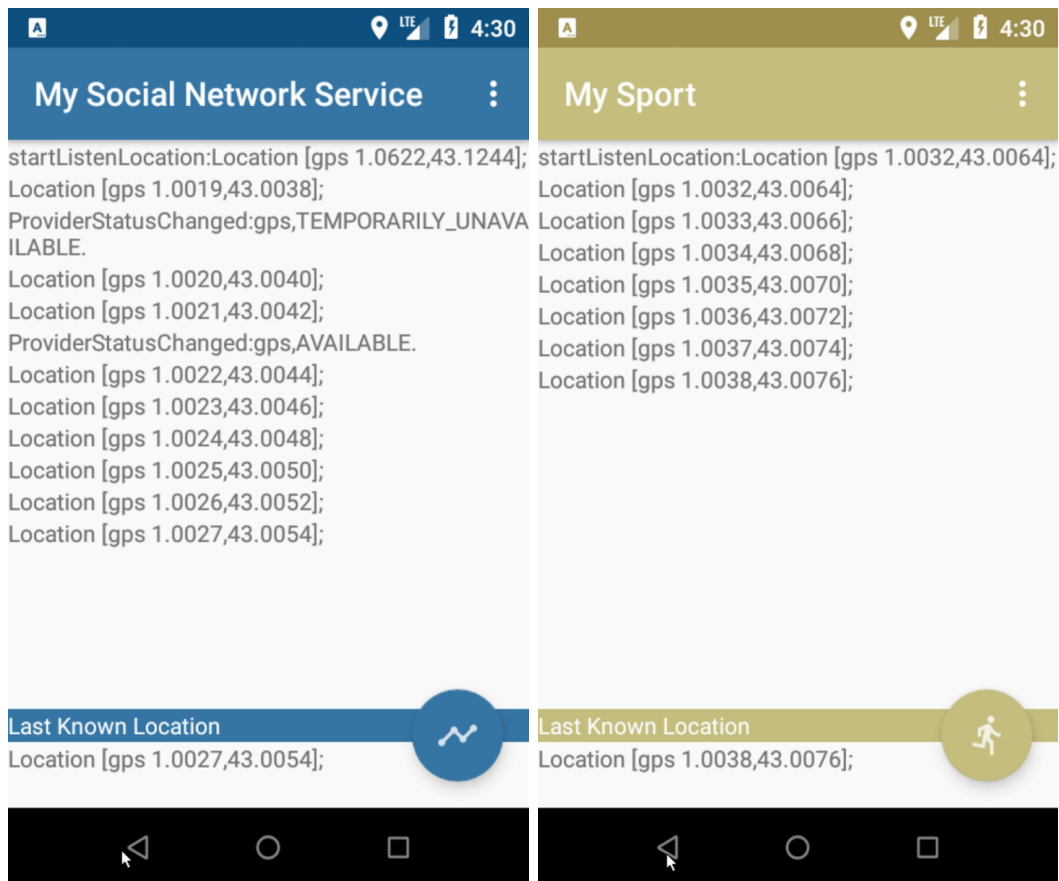 A
LTE
4:30
My Social Network Service
startListenLocation:Location [gps 1.0622,43.1244];
Location [gps 1.0019,43.0038];
ProviderStatusChanged:gps,TEMPORARILY_UNAVA
ILABLE.
Location [gps 1.0020,43.0040];
Location [gps 1.0021,43.0042];
ProviderStatusChanged:gps,AVAILABLE.
Location [gps 1.0022,43.0044];
Location [gps 1.0023,43.0046];
Location [gps 1.0024,43.0048];
Location [gps 1.0025,43.0050];
Location [gps 1.0026,43.0052];
Location [gps 1.0027,43.0054];
Last Known Location
Location [gps 1.0027,43.0054];
A
LTE
4:30
My Sport
startListenLocation:Location [gps 1.0032,43.0064];
Location [gps 1.0032,43.0064];
Location [gps 1.0033,43.0066];
Location [gps 1.0034,43.0068];
Location [gps 1.0035,43.0070];
Location [gps 1.0036,43.0072];
Location [gps 1.0037,43.0074];
Location [gps 1.0038,43.0076];
Last Known Location
Location [gps 1.0038,43.0076];